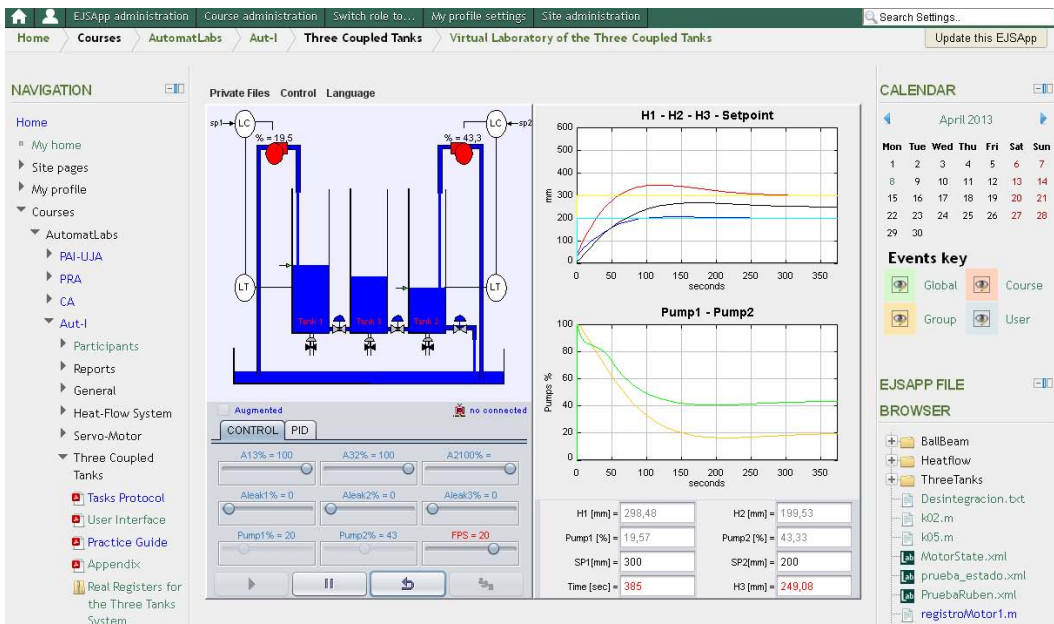 EJSApp administration Course administration Switch role to... My profile settings Site administration Search Settings..
Home Courses AutomatLabs Aut-I Three Coupled Tanks Virtual Laboratory of the Three Coupled Tanks Update this EJSApp
NAVIGATION
Home
My home
Site pages
My profile
Courses
AutomatLabs
PAI-UJA
PRA
CA
Aut-I
Participants
Reports
General
Heat-Flow System
Servo-Motor
Three Coupled
Tanks
Tasks Protocol
User Interface
Practice Guide
Appendix
Real Registers for
the Three Tanks
System
Private Files Control Language
sp1 LC LC sp2
% = 19,5 % = 43,3
LT LT
Tank 1 Tank 3 Tank 2
Augmented no connected
CONTROL PID
A13% = 100 A32% = 100 A2100% =
Aleak1% = 0 Aleak2% = 0 Aleak3% = 0
Pump1% = 20 Pump2% = 43 FPS = 20
H1 - H2 - H3 - Setpoint
600
500
400
300
200
100
0
mm
0 50 100 150 200 250 300 350
seconds
Pump1 - Pump2
100
80
60
40
20
0
Pumps %
0 50 100 150 200 250 300 350
seconds
H1 [mm] = 298,48 H2 [mm] = 199,53
Pump1 [%] = 19,57 Pump2 [%] = 43,33
SP1[mm] = 300 SP2[mm] = 200
Time [sec] = 385 H3 [mm] = 249,08
CALENDAR
April 2013
Mon Tue Wed Thu Fri Sat Sun
1 2 3 4 5 6 7
8 9 10 11 12 13 14
15 16 17 18 19 20 21
22 23 24 25 26 27 28
29 30
Events key
Global Course
Group User
EJSAPP FILE
BROWSER
BallBeam
Heatflow
ThreeTanks
Desintegracion.txt
k02.m
k05.m
MotorState.xml
prueba_estado.xml
PruebaRuben.xml
registroMotor1.m